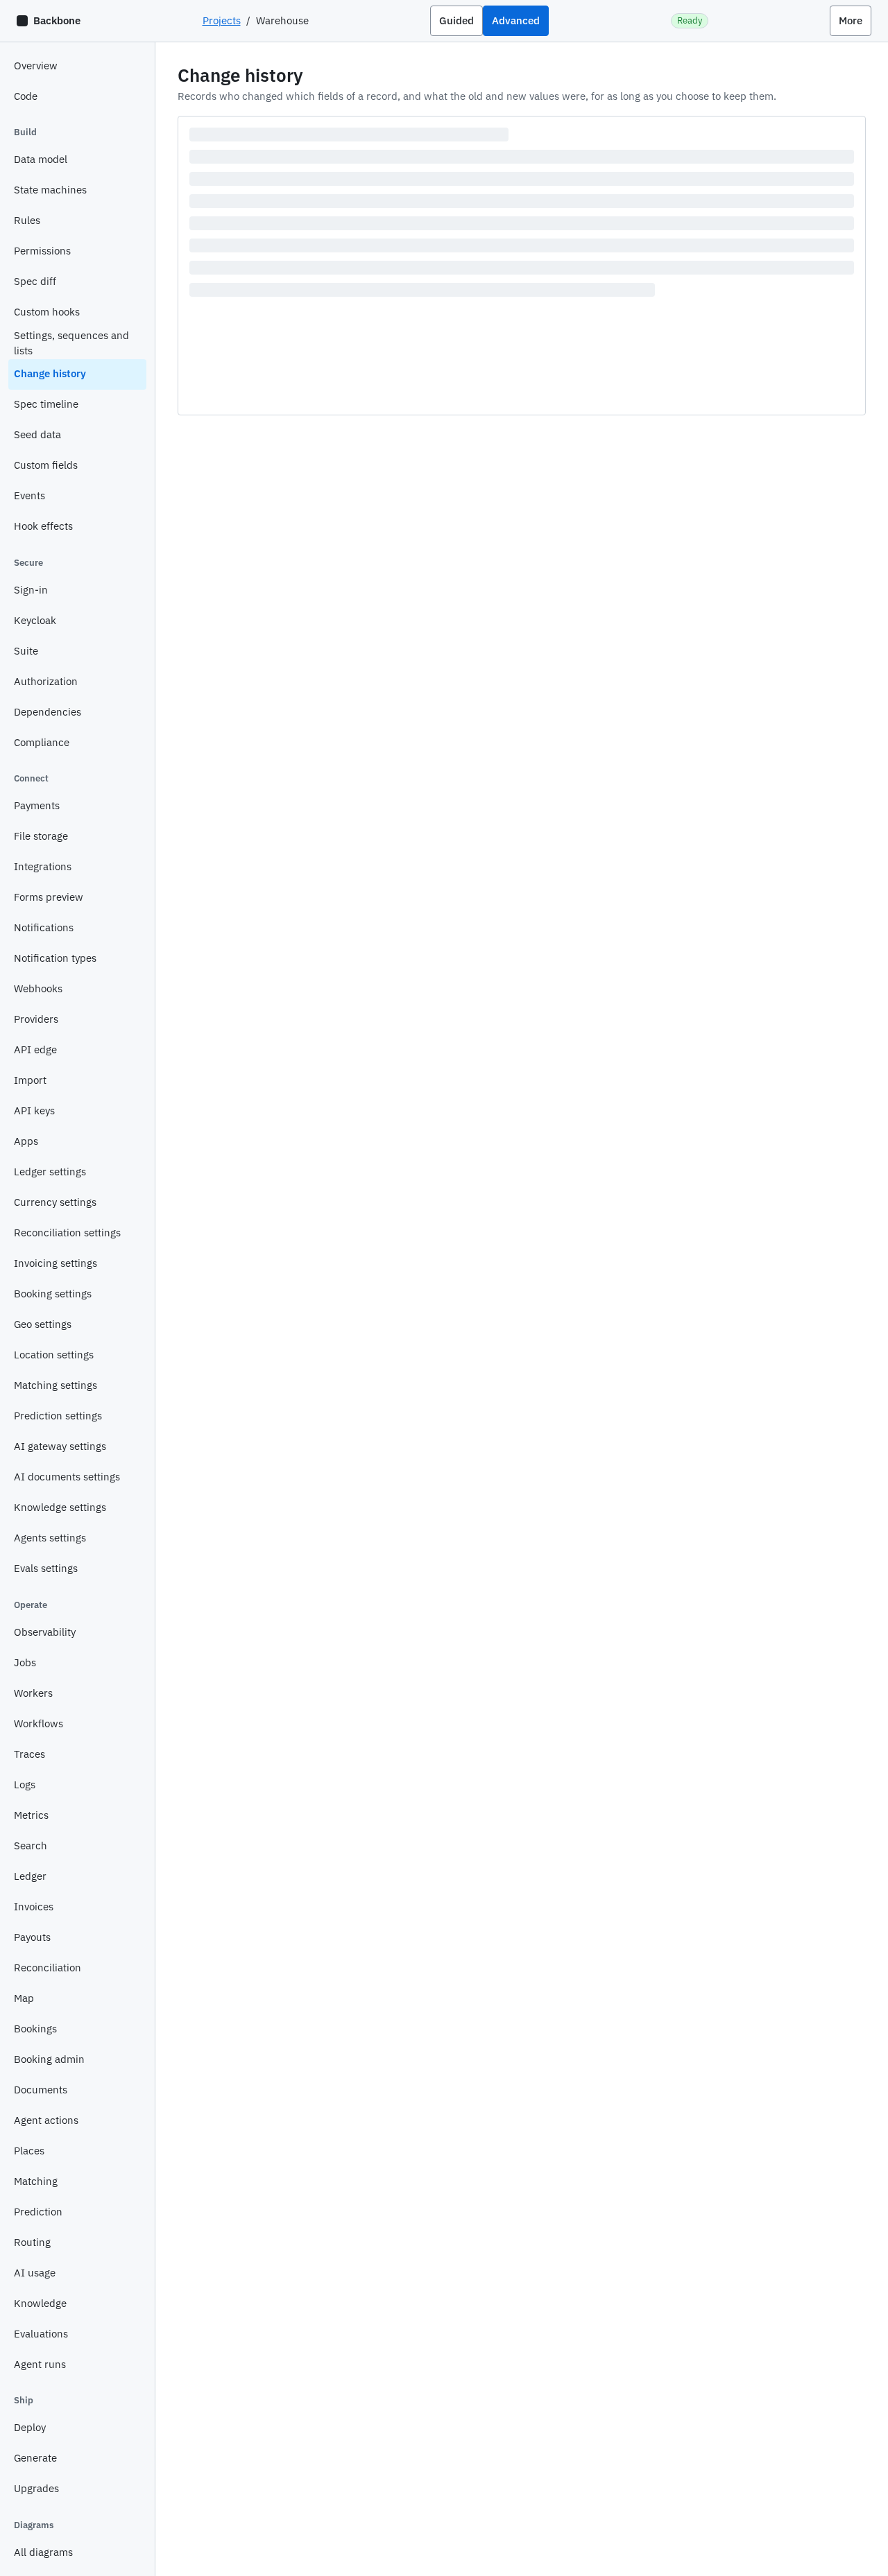 Backbone
Projects / Warehouse
Guided
Advanced
Ready
More
Overview
Code
Build
Data model
State machines
Rules
Permissions
Spec diff
Custom hooks
Settings, sequences and
lists
Change history
Spec timeline
Seed data
Custom fields
Events
Hook effects
Secure
Sign-in
Keycloak
Suite
Authorization
Dependencies
Compliance
Connect
Payments
File storage
Integrations
Forms preview
Notifications
Notification types
Webhooks
Providers
API edge
Import
API keys
Apps
Ledger settings
Currency settings
Reconciliation settings
Invoicing settings
Booking settings
Geo settings
Location settings
Matching settings
Prediction settings
AI gateway settings
AI documents settings
Knowledge settings
Agents settings
Evals settings
Operate
Observability
Jobs
Workers
Workflows
Traces
Logs
Metrics
Search
Ledger
Invoices
Payouts
Reconciliation
Map
Bookings
Booking admin
Documents
Agent actions
Places
Matching
Prediction
Routing
AI usage
Knowledge
Evaluations
Agent runs
Ship
Deploy
Generate
Upgrades
Diagrams
All diagrams
Change history
Records who changed which fields of a record, and what the old and new values were, for as long as you choose to keep them.